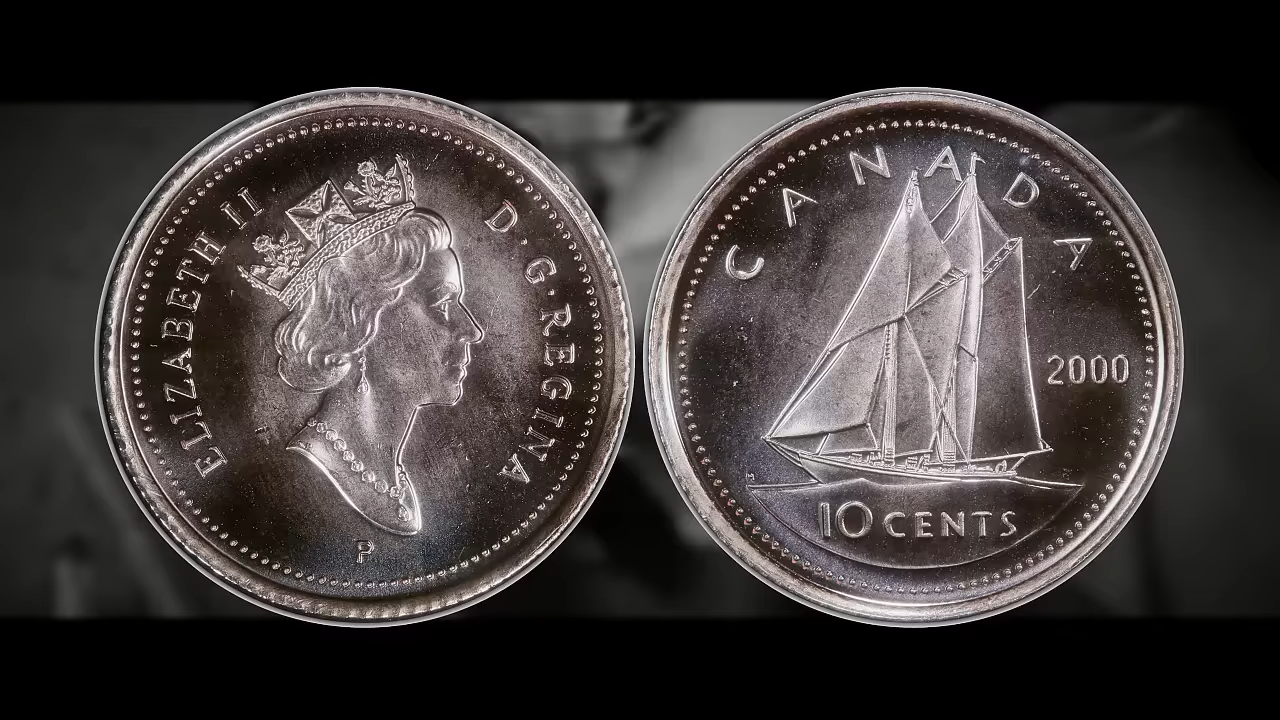 ELIZABETH II
D·G·REGINA
P
CANADA
2000
10 CENTS